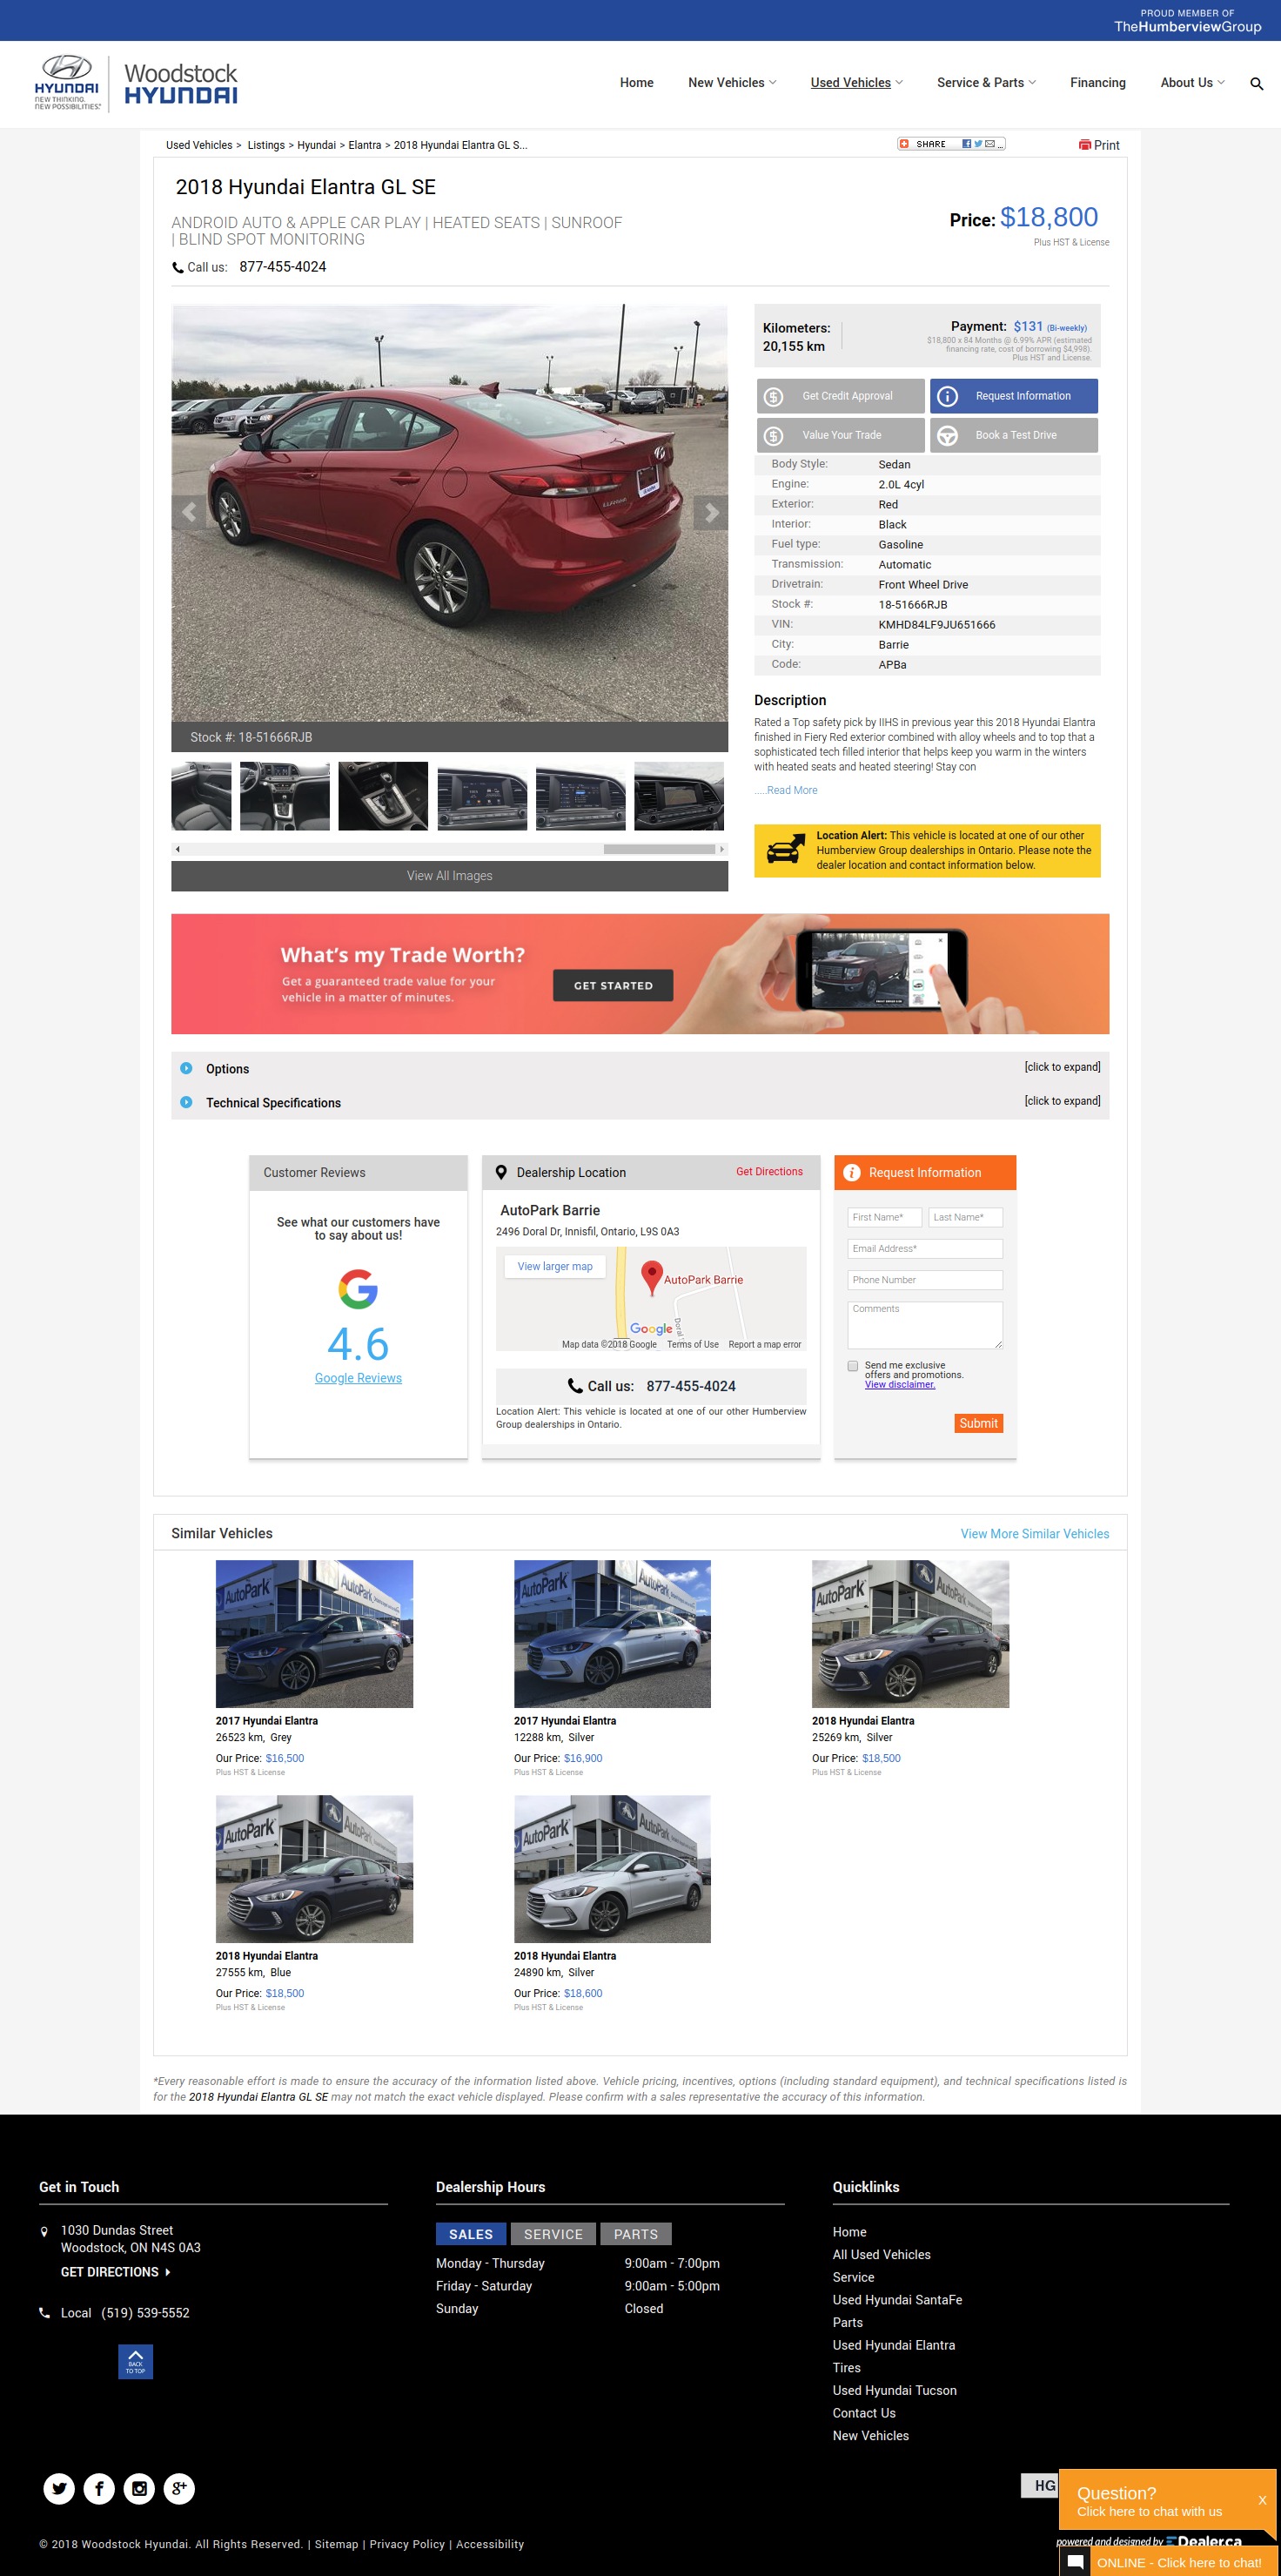 PROUD MEMBER OF
TheHumberviewGroup
HYUNDAI
NEW THINKING.
NEW POSSIBILITIES.
Woodstock
HYUNDAI
Home
New Vehicles
Used Vehicles
Service & Parts
Financing
About Us
Used Vehicles > Listings > Hyundai > Elantra > 2018 Hyundai Elantra GL S...
SHARE
...
Print
2018 Hyundai Elantra GL SE
ANDROID AUTO & APPLE CAR PLAY | HEATED SEATS | SUNROOF
| BLIND SPOT MONITORING
Price: $18,800
Plus HST & License
Call us: 877-455-4024
Kilometers:
20,155 km
Payment: $131 (Bi-weekly)
$18,800 x 84 Months @ 6.99% APR (estimated
financing rate, cost of borrowing $4,998).
Plus HST and License.
Get Credit Approval
Request Information
Value Your Trade
Book a Test Drive
Body Style: Sedan
Engine: 2.0L 4cyl
Exterior: Red
Interior: Black
Fuel type: Gasoline
Transmission: Automatic
Drivetrain: Front Wheel Drive
Stock #: 18-51666RJB
VIN: KMHD84LF9JU651666
City: Barrie
Code: APBa
Stock #: 18-51666RJB
View All Images
Description
Rated a Top safety pick by IIHS in previous year this 2018 Hyundai Elantra
finished in Fiery Red exterior combined with alloy wheels and to top that a
sophisticated tech filled interior that helps keep you warm in the winters
with heated seats and heated steering! Stay con
.....Read More
Location Alert: This vehicle is located at one of our other
Humberview Group dealerships in Ontario. Please note the
dealer location and contact information below.
What's my Trade Worth?
Get a guaranteed trade value for your
vehicle in a matter of minutes.
GET STARTED
Options
[click to expand]
Technical Specifications
[click to expand]
Customer Reviews
See what our customers have
to say about us!
4.6
Google Reviews
Dealership Location
Get Directions
AutoPark Barrie
2496 Doral Dr, Innisfil, Ontario, L9S 0A3
View larger map
AutoPark Barrie
Doral
Google
Map data ©2018 Google
Terms of Use
Report a map error
Call us: 877-455-4024
Location Alert: This vehicle is located at one of our other Humberview
Group dealerships in Ontario.
Request Information
First Name*
Last Name*
Email Address*
Phone Number
Comments
Send me exclusive
offers and promotions.
View disclaimer.
Submit
Similar Vehicles
View More Similar Vehicles
AutoPark
AutoPark
AutoPark
AutoPark
AutoPark
AutoPark
2017 Hyundai Elantra
26523 km, Grey
Our Price: $16,500
Plus HST & License
2017 Hyundai Elantra
12288 km, Silver
Our Price: $16,900
Plus HST & License
2018 Hyundai Elantra
25269 km, Silver
Our Price: $18,500
Plus HST & License
AutoPark
AutoPark
AutoPark
AutoPark
2018 Hyundai Elantra
27555 km, Blue
Our Price: $18,500
Plus HST & License
2018 Hyundai Elantra
24890 km, Silver
Our Price: $18,600
Plus HST & License
*Every reasonable effort is made to ensure the accuracy of the information listed above. Vehicle pricing, incentives, options (including standard equipment), and technical specifications listed is
for the 2018 Hyundai Elantra GL SE may not match the exact vehicle displayed. Please confirm with a sales representative the accuracy of this information.
Get in Touch
1030 Dundas Street
Woodstock, ON N4S 0A3
GET DIRECTIONS
Local (519) 539-5552
BACK
TO TOP
Dealership Hours
SALES
SERVICE
PARTS
Monday - Thursday 9:00am - 7:00pm
Friday - Saturday 9:00am - 5:00pm
Sunday Closed
Quicklinks
Home
All Used Vehicles
Service
Used Hyundai SantaFe
Parts
Used Hyundai Elantra
Tires
Used Hyundai Tucson
Contact Us
New Vehicles
HG
Question?
Click here to chat with us
X
© 2018 Woodstock Hyundai. All Rights Reserved. | Sitemap | Privacy Policy | Accessibility
powered and designed by EDealer.ca
ONLINE - Click here to chat!